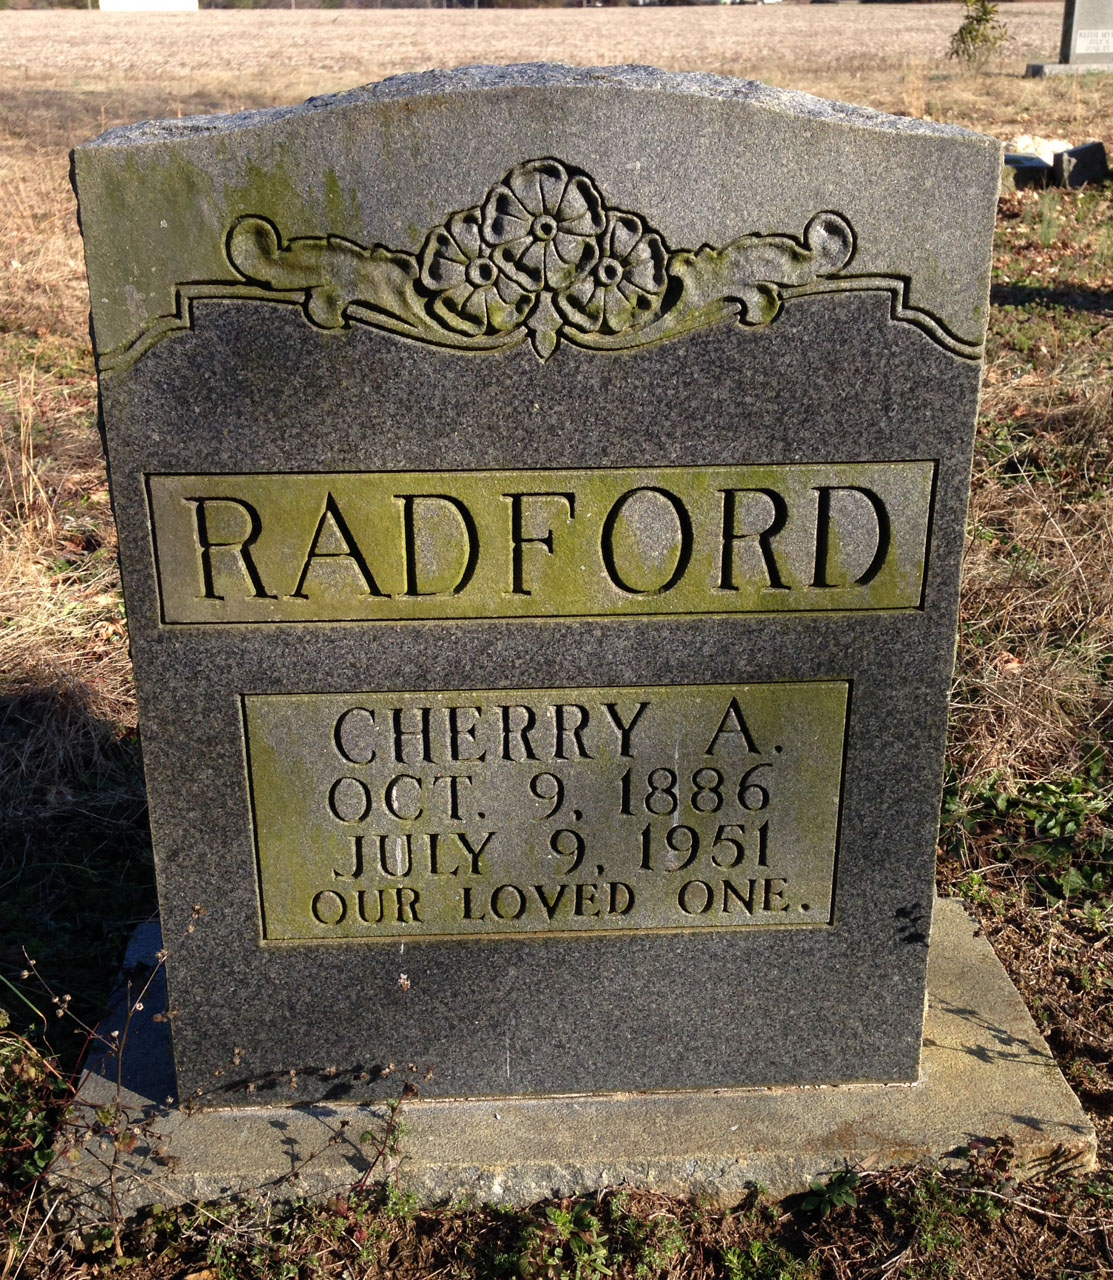 RADFORD
CHERRY A.
OCT. 9, 1886
JULY 9, 1951
OUR LOVED ONE.